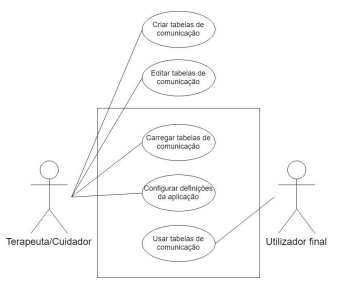 Criar tabelas de
comunicação
Editar tabelas de
comunicação
Carregar tabelas de
comunicação
Configurar definições
da aplicação
Terapeuta/Cuidador
Utilizador final
Usar tabelas de
comunicação